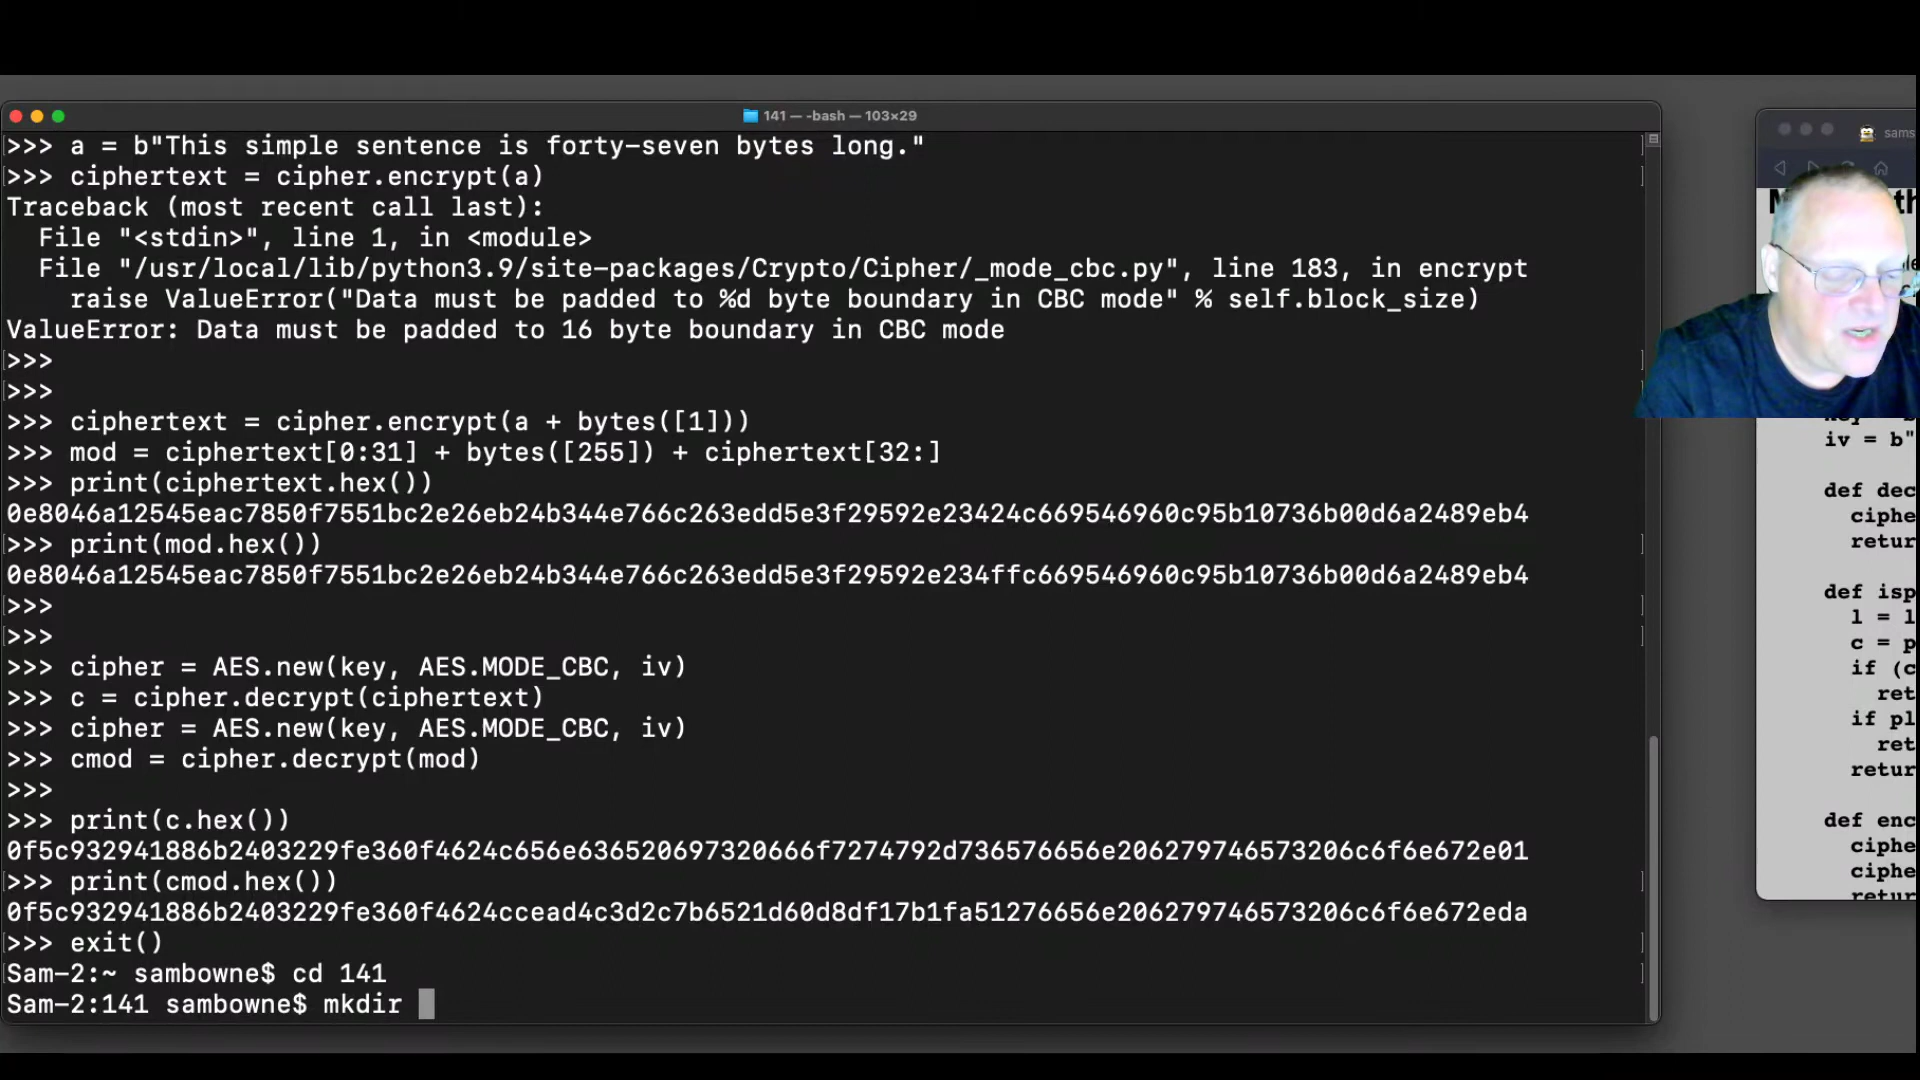 141 — -bash — 103×29
>>> a = b"This simple sentence is forty-seven bytes long."
>>> ciphertext = cipher.encrypt(a)
Traceback (most recent call last):
File "<stdin>", line 1, in <module>
File "/usr/local/lib/python3.9/site-packages/Crypto/Cipher/_mode_cbc.py", line 183, in encrypt
raise ValueError("Data must be padded to %d byte boundary in CBC mode" % self.block_size)
ValueError: Data must be padded to 16 byte boundary in CBC mode
>>>
>>>
>>> ciphertext = cipher.encrypt(a + bytes([1]))
>>> mod = ciphertext[0:31] + bytes([255]) + ciphertext[32:]
>>> print(ciphertext.hex())
0e8046a12545eac7850f7551bc2e26eb24b344e766c263edd5e3f29592e23424c669546960c95b10736b00d6a2489eb4
>>> print(mod.hex())
0e8046a12545eac7850f7551bc2e26eb24b344e766c263edd5e3f29592e234ffc669546960c95b10736b00d6a2489eb4
>>>
>>>
>>> cipher = AES.new(key, AES.MODE_CBC, iv)
>>> c = cipher.decrypt(ciphertext)
>>> cipher = AES.new(key, AES.MODE_CBC, iv)
>>> cmod = cipher.decrypt(mod)
>>>
>>> print(c.hex())
0f5c932941886b2403229fe360f4624c656e636520697320666f7274792d736576656e206279746573206c6f6e672e01
>>> print(cmod.hex())
0f5c932941886b2403229fe360f4624ccead4c3d2c7b6521d60d8df17b1fa51276656e206279746573206c6f6e672eda
>>> exit()
Sam-2:~ sambowne$ cd 141
Sam-2:141 sambowne$ mkdir
sams
iv = b"
def dec
ciphe
return
def isp
l = l
c = p
if (c
ret
if pl
ret
retur
def enc
ciphe
ciphe